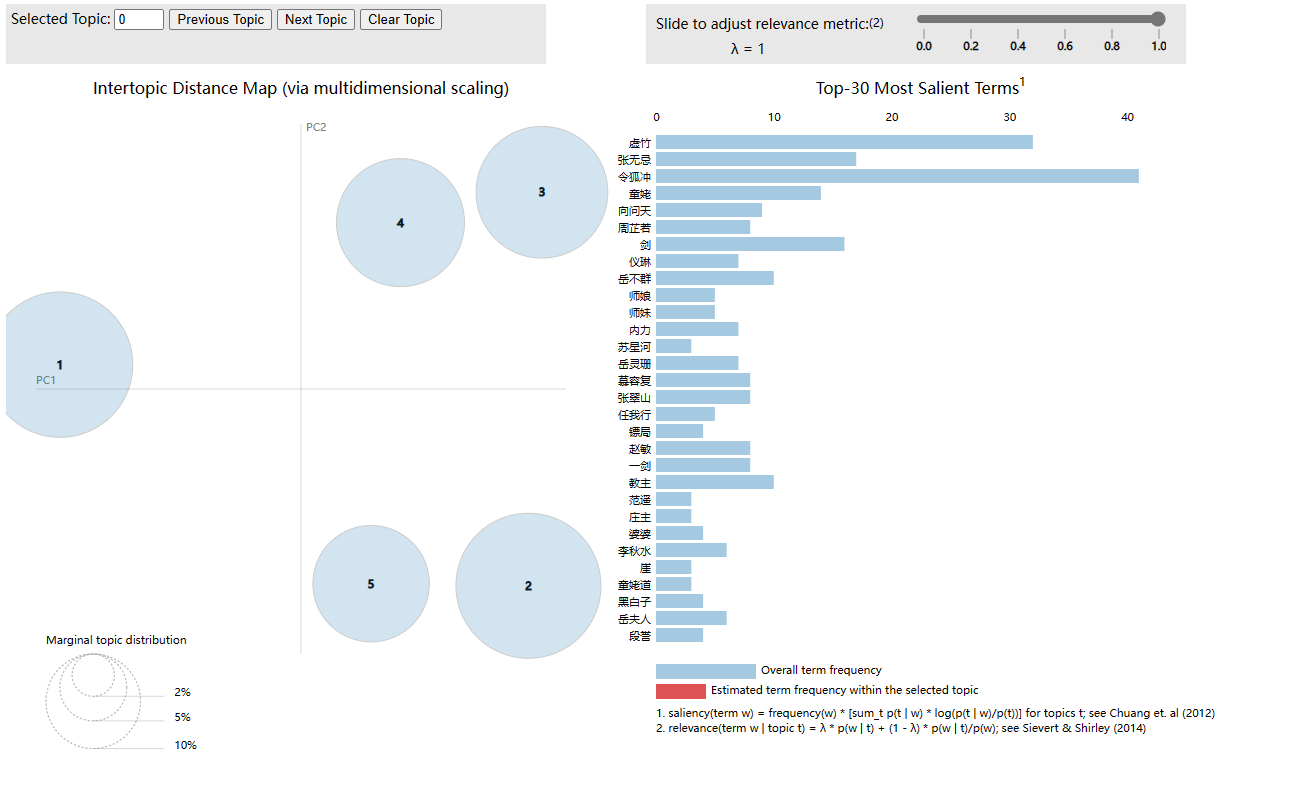 Selected Topic: 0 Previous Topic Next Topic Clear Topic
Slide to adjust relevance metric:(2)
λ = 1
0.0 0.2 0.4 0.6 0.8 1.0
Intertopic Distance Map (via multidimensional scaling)
PC2
3
4
1
PC1
5
2
Marginal topic distribution
2%
5%
10%
Top-30 Most Salient Terms1
0 10 20 30 40
虚竹
张无忌
令狐冲
童姥
向问天
周芷若
剑
仪琳
岳不群
师娘
师妹
内力
苏星河
岳灵珊
慕容复
张翠山
任我行
镖局
赵敏
一剑
教主
范遥
庄主
婆婆
李秋水
崖
童姥道
黑白子
岳夫人
段誉
Overall term frequency
Estimated term frequency within the selected topic
1. saliency(term w) = frequency(w) * [sum_t p(t | w) * log(p(t | w)/p(t))] for topics t; see Chuang et. al (2012)
2. relevance(term w | topic t) = λ * p(w | t) + (1 - λ) * p(w | t)/p(w); see Sievert & Shirley (2014)